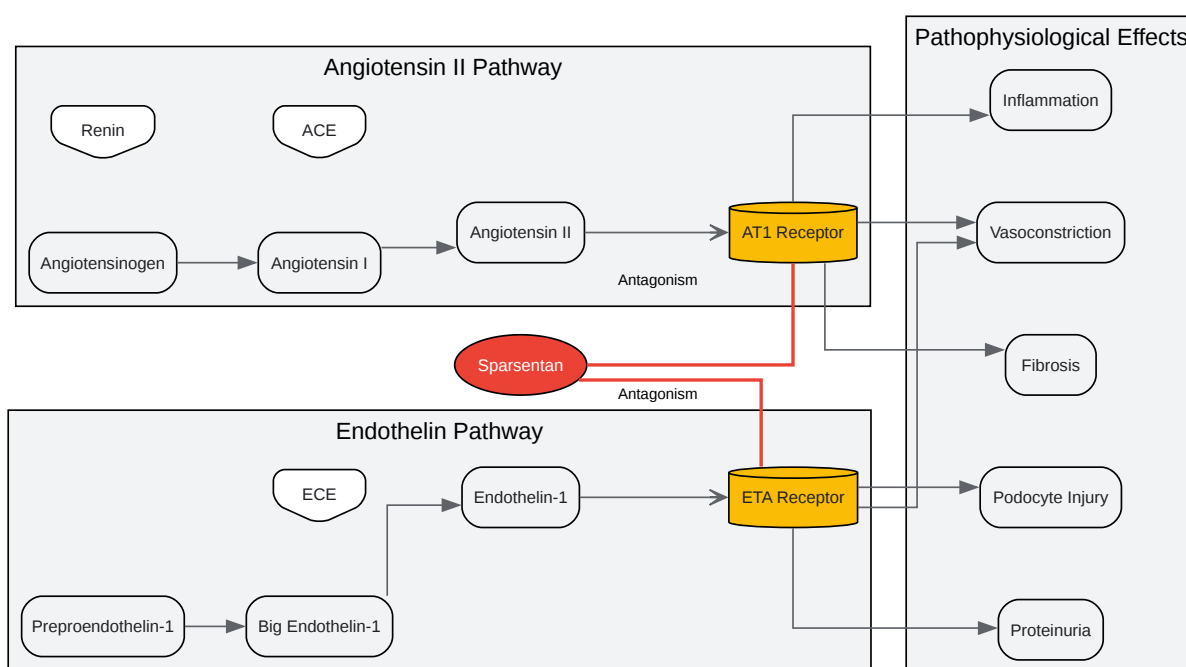 Pathophysiological Effects
Angiotensin II Pathway
Inflammation
Renin
ACE
Angiotensin II
AT1 Receptor
Vasoconstriction
Angiotensinogen
Angiotensin I
Antagonism
Sparsentan
Fibrosis
Antagonism
Endothelin Pathway
ECE
Endothelin-1
ETA Receptor
Podocyte Injury
Preproendothelin-1
Big Endothelin-1
Proteinuria